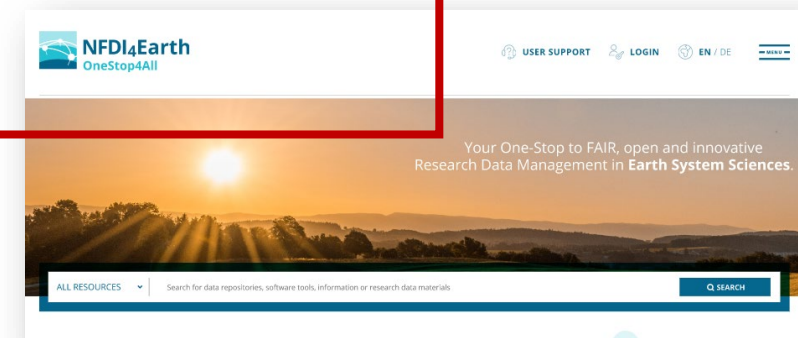 NFDI4Earth
OneStop4All
USER SUPPORT
LOGIN
EN / DE
MENU
Your One-Stop to FAIR, open and innovative
Research Data Management in Earth System Sciences.
ALL RESOURCES
Search for data repositories, software tools, information or research data materials
SEARCH